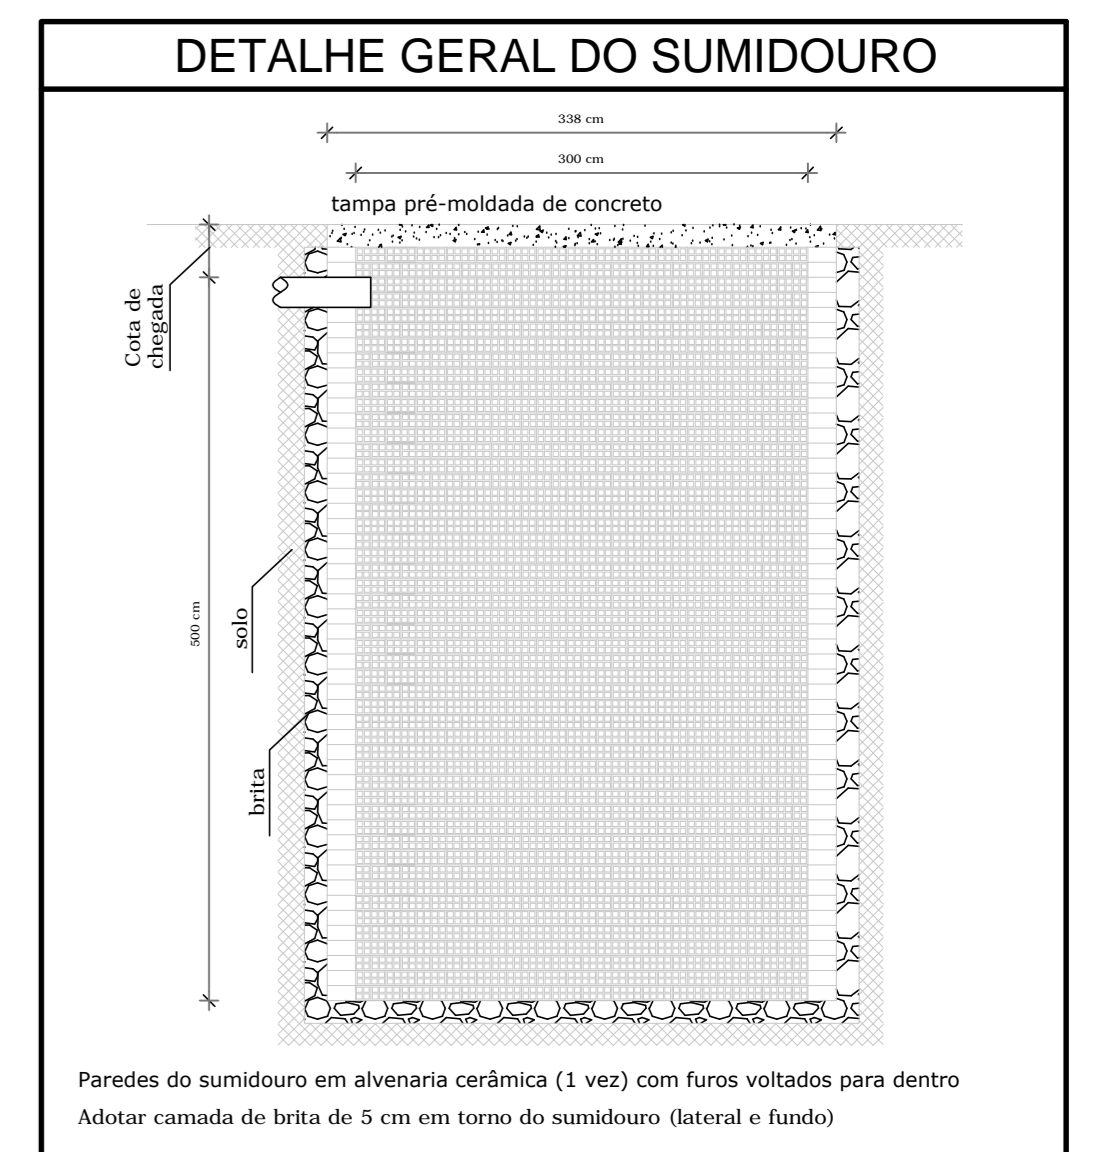 DETALHE GERAL DO SUMIDOURO
338 cm
300 cm
tampa pré-moldada de concreto
Cota de
chegada
500 cm
solo
brita
Paredes do sumidouro em alvenaria cerâmica (1 vez) com furos voltados para dentro
Adotar camada de brita de 5 cm em torno do sumidouro (lateral e fundo)